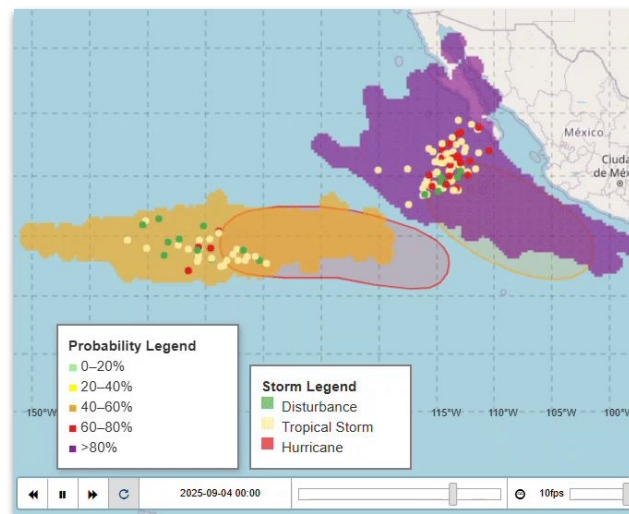 México
Ciuda
de Méx
Probability Legend
0–20%
20–40%
40–60%
60–80%
>80%
Storm Legend
Disturbance
Tropical Storm
Hurricane
150°W
115°W
110°W
105°W
100°W
2025-09-04 00:00
10fps